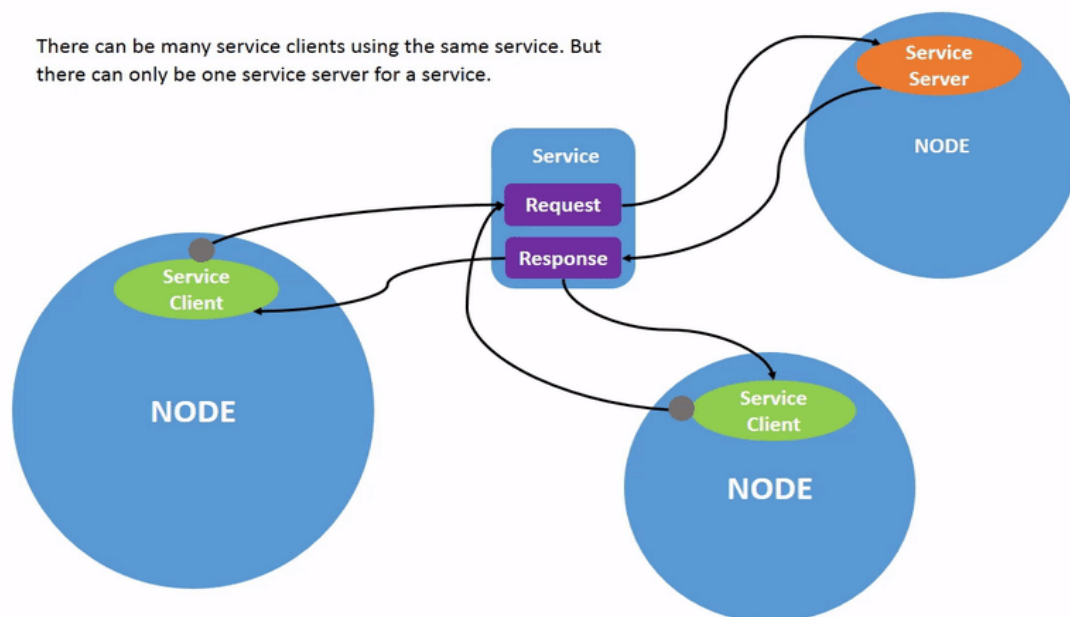 There can be many service clients using the same service. But
there can only be one service server for a service.
Service
Server
NODE
Service
Request
Response
Service
Client
NODE
Service
Client
NODE